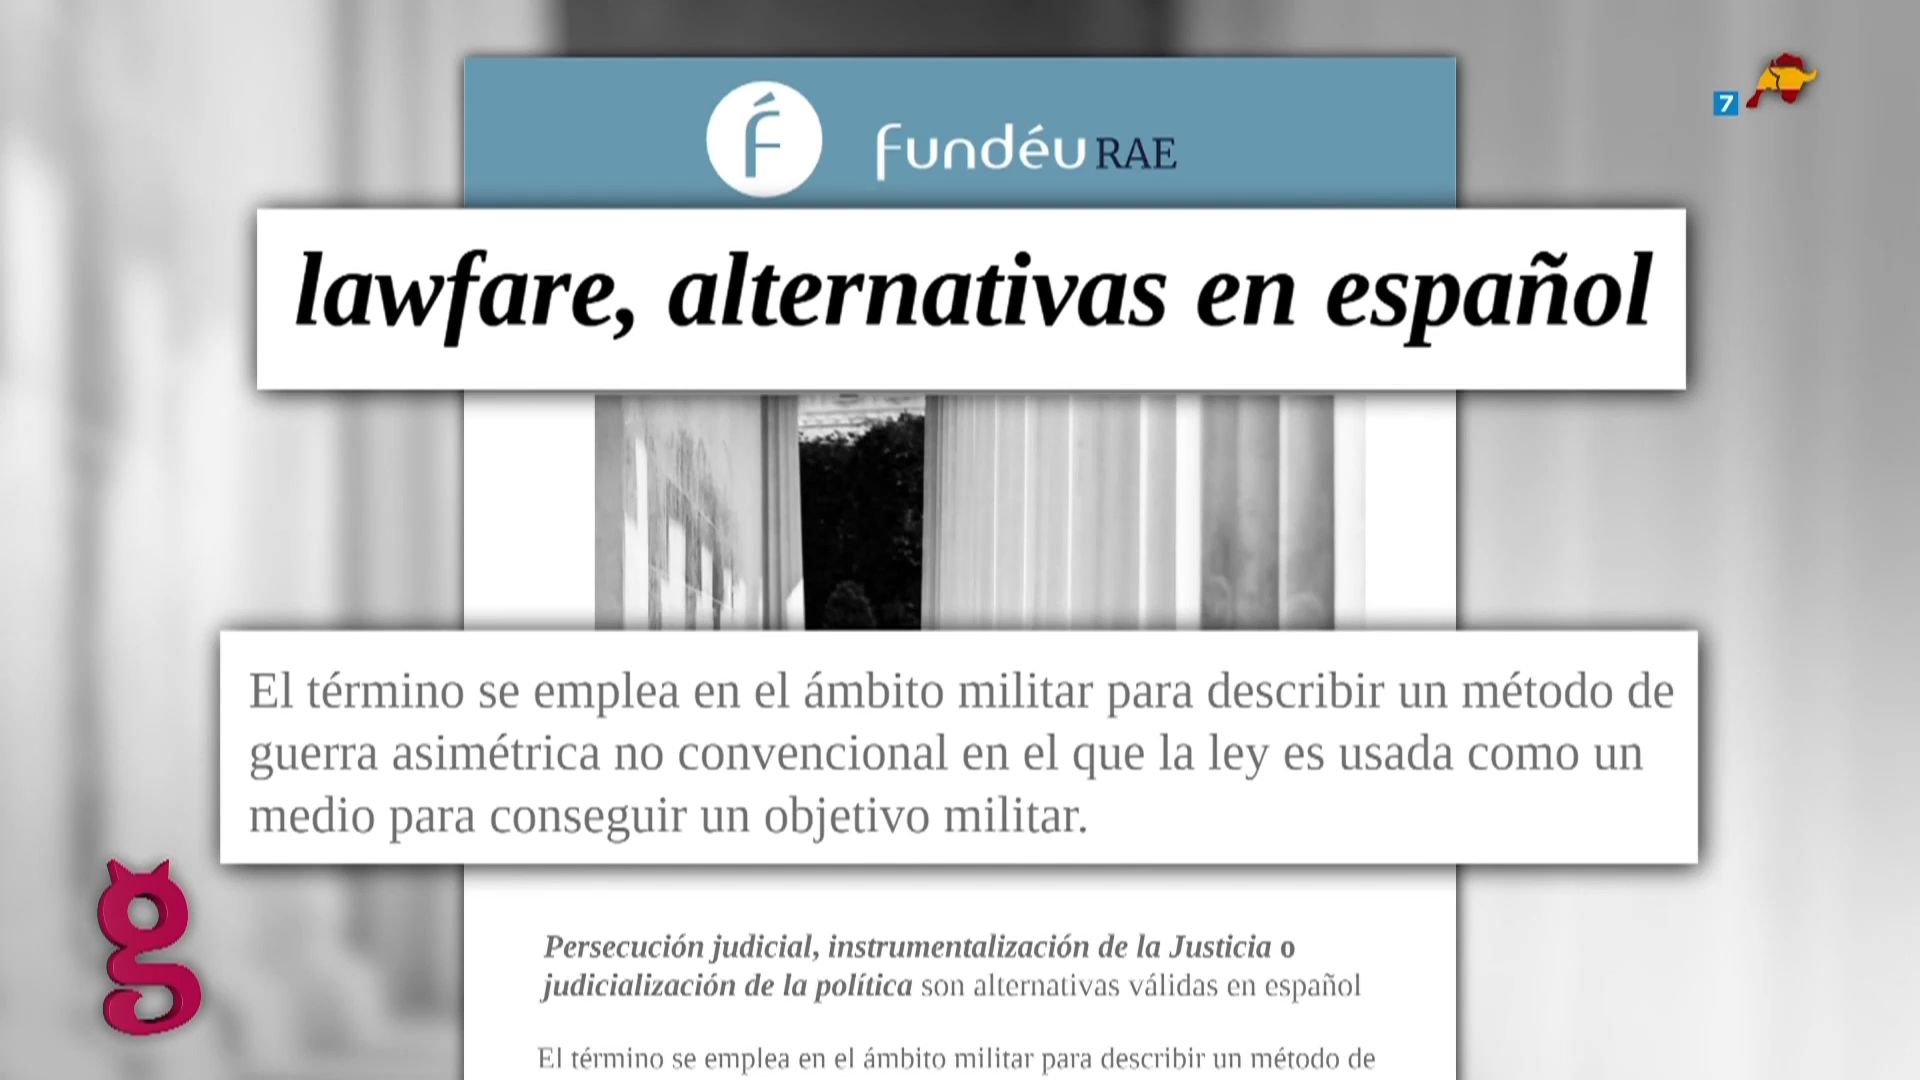 7
F́
fundéu RAE
lawfare, alternativas en español
El término se emplea en el ámbito militar para describir un método de
guerra asimétrica no convencional en el que la ley es usada como un
medio para conseguir un objetivo militar.
g
Persecución judicial, instrumentalización de la Justicia o
judicialización de la política son alternativas válidas en español
El término se emplea en el ámbito militar para describir un método de